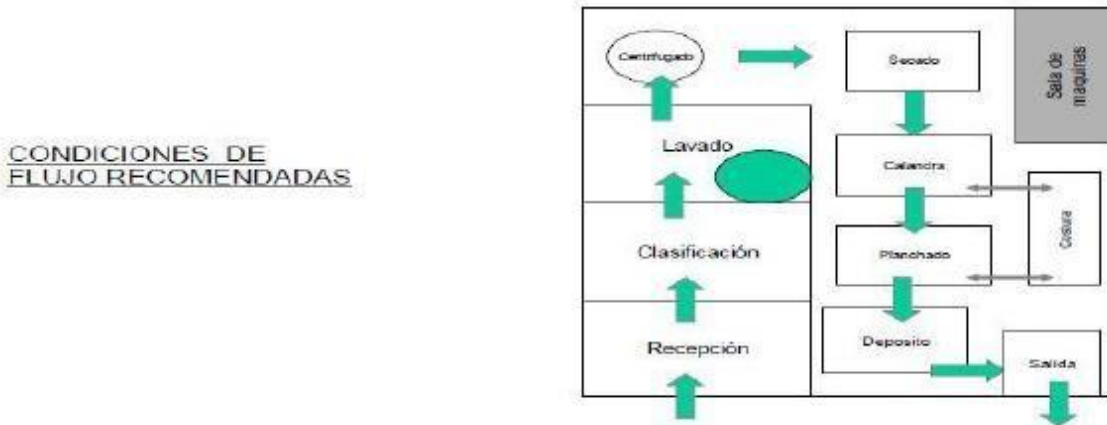 CONDICIONES DE
FLUJO RECOMENDADAS
Centrifugado
Secado
Sala de
maquinas
Lavado
Calandra
Clasificación
Costura
Planchado
Recepción
Deposito
Salida